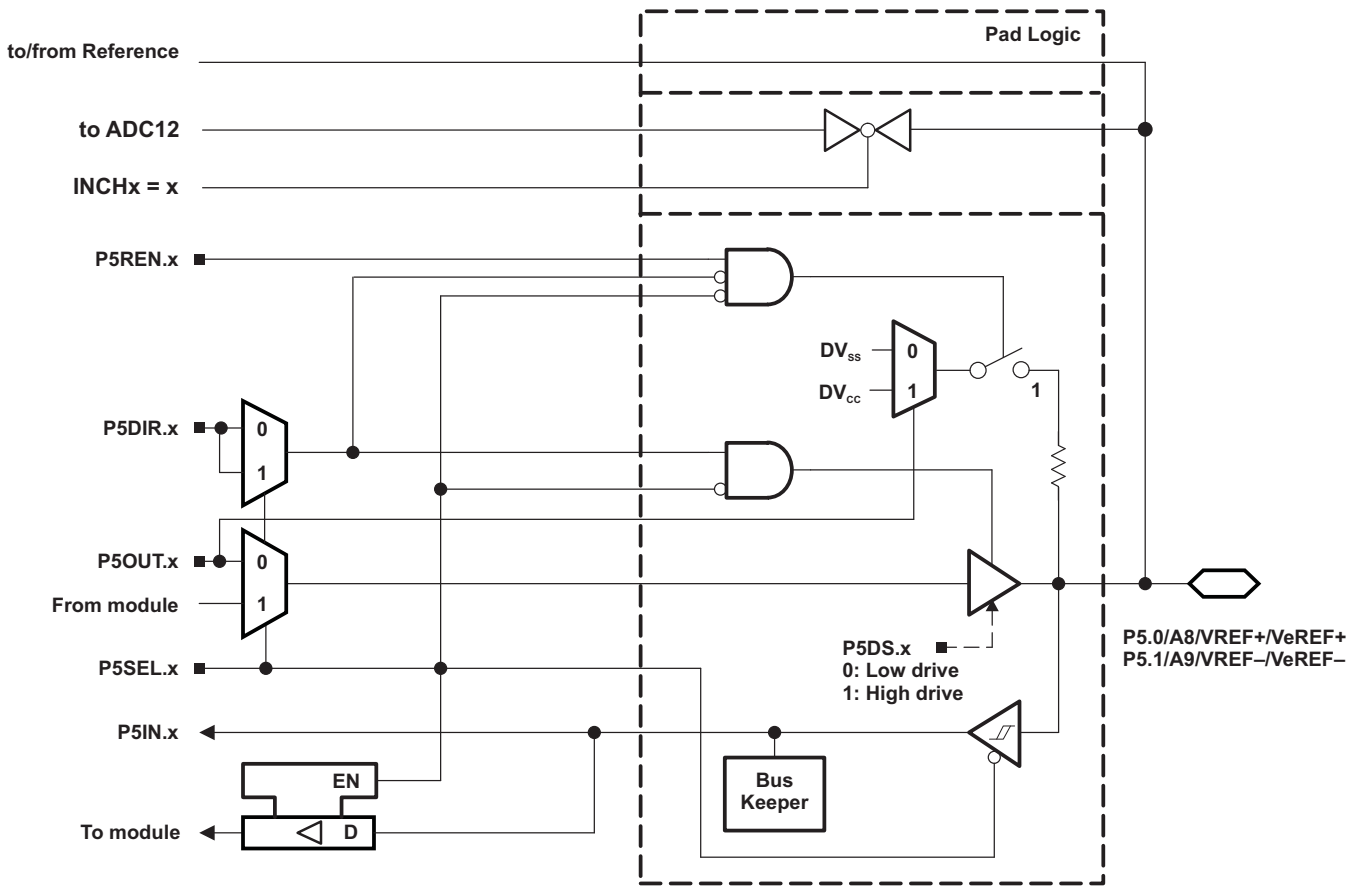 Pad Logic
to/from Reference
to ADC12
INCHx = x
P5REN.x
DVSS
0
DVCC
1
1
P5DIR.x
0
1
P5OUT.x
0
From module
1
P5SEL.x
P5DS.x
0: Low drive
1: High drive
P5.0/A8/VREF+/VeREF+
P5.1/A9/VREF–/VeREF–
P5IN.x
Bus
Keeper
EN
To module
D